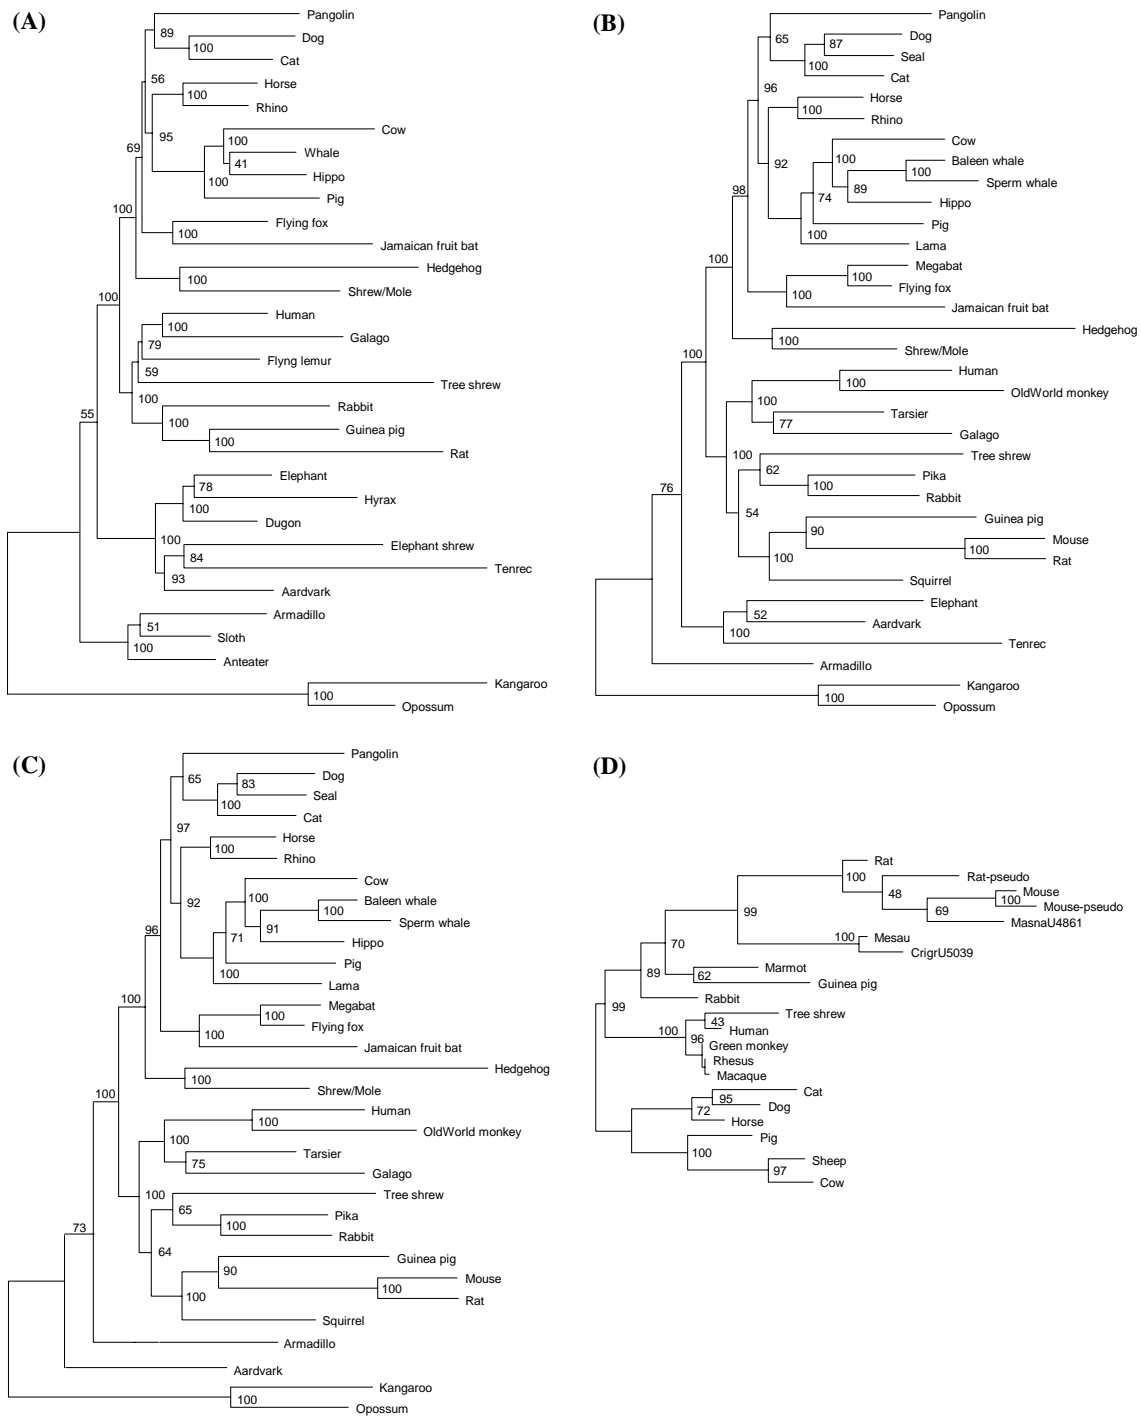 (A)
Pangolin
89
Dog
100
Cat
56
Horse
100
Rhino
95
Cow
100
Whale
69
41
Hippo
100
Pig
100
Flying fox
100
Jamaican fruit bat
Hedgehog
100
Shrew/Mole
100
Human
100
Galago
79
Flyng lemur
59
Tree shrew
100
Rabbit
55
100
Guinea pig
100
Rat
Elephant
78
Hyrax
100
Dugon
100
Elephant shrew
84
Tenrec
93
Aardvark
Armadillo
51
Sloth
100
Anteater
Kangaroo
100
Opossum
(B)
Pangolin
65
Dog
87
Seal
100
Cat
96
Horse
100
Rhino
Cow
100
Baleen whale
92
100
Sperm whale
98
89
74
Hippo
Pig
100
Lama
100
Megabat
100
Flying fox
100
Jamaican fruit bat
Hedgehog
100
Shrew/Mole
100
Human
100
OldWorld monkey
100
Tarsier
77
Galago
100
Tree shrew
62
Pika
100
Rabbit
76
54
Guinea pig
90
Mouse
100
100
Rat
Squirrel
Elephant
52
Aardvark
100
Tenrec
Armadillo
Kangaroo
100
Opossum
(C)
Pangolin
65
Dog
83
Seal
100
Cat
97
Horse
100
Rhino
Cow
100
Baleen whale
92
100
Sperm whale
96
91
71
Hippo
Pig
100
Lama
100
Megabat
100
Flying fox
100
Jamaican fruit bat
Hedgehog
100
Shrew/Mole
100
Human
100
OldWorld monkey
100
Tarsier
75
Galago
100
Tree shrew
65
Pika
100
Rabbit
73
64
Guinea pig
90
Mouse
100
100
Rat
Squirrel
Armadillo
Aardvark
Kangaroo
100
Opossum
(D)
Rat
100
Rat-pseudo
48
Mouse
100
Mouse-pseudo
99
69
MasnaU4861
100
Mesau
70
CrigrU5039
Marmot
89
62
Guinea pig
Rabbit
99
Tree shrew
43
100
Human
96
Green monkey
Rhesus
Macaque
Cat
95
Dog
72
Horse
Pig
100
Sheep
97
Cow